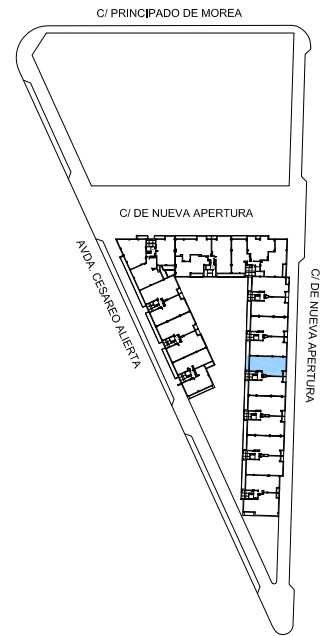 C/ PRINCIPADO DE MOREA
C/ DE NUEVA APERTURA
AVDA. CESAREO ALIERTA
C/ DE NUEVA APERTURA